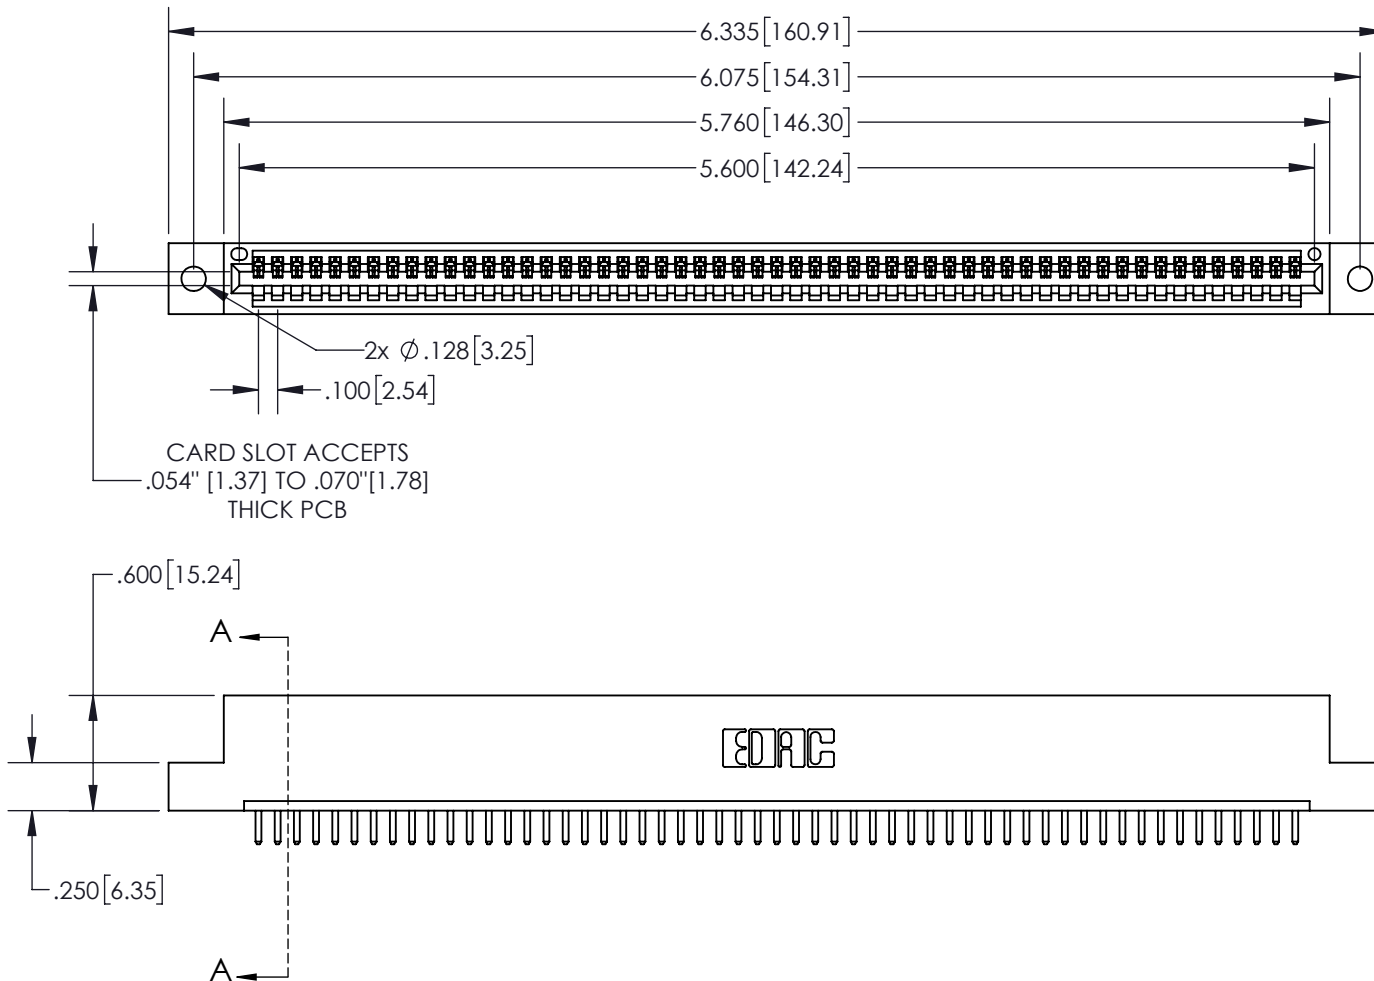 6.335[160.91]
6.075[154.31]
5.760[146.30]
5.600[142.24]
2x ∅.128[3.25]
.100[2.54]
CARD SLOT ACCEPTS
.054" [1.37] TO .070"[1.78]
THICK PCB
.600[15.24]
A
EDAC
.250[6.35]
A